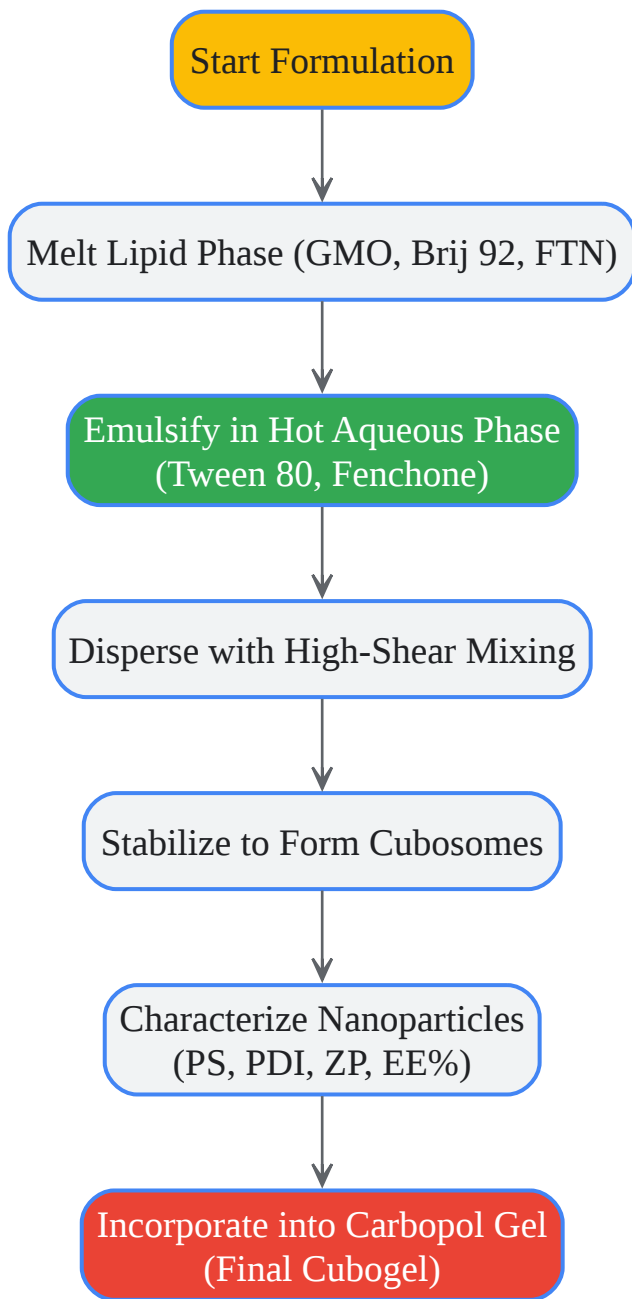 Start Formulation
Melt Lipid Phase (GMO, Brij 92, FTN)
Emulsify in Hot Aqueous Phase
(Tween 80, Fenchone)
Disperse with High-Shear Mixing
Stabilize to Form Cubosomes
Characterize Nanoparticles
(PS, PDI, ZP, EE%)
Incorporate into Carbopol Gel
(Final Cubogel)